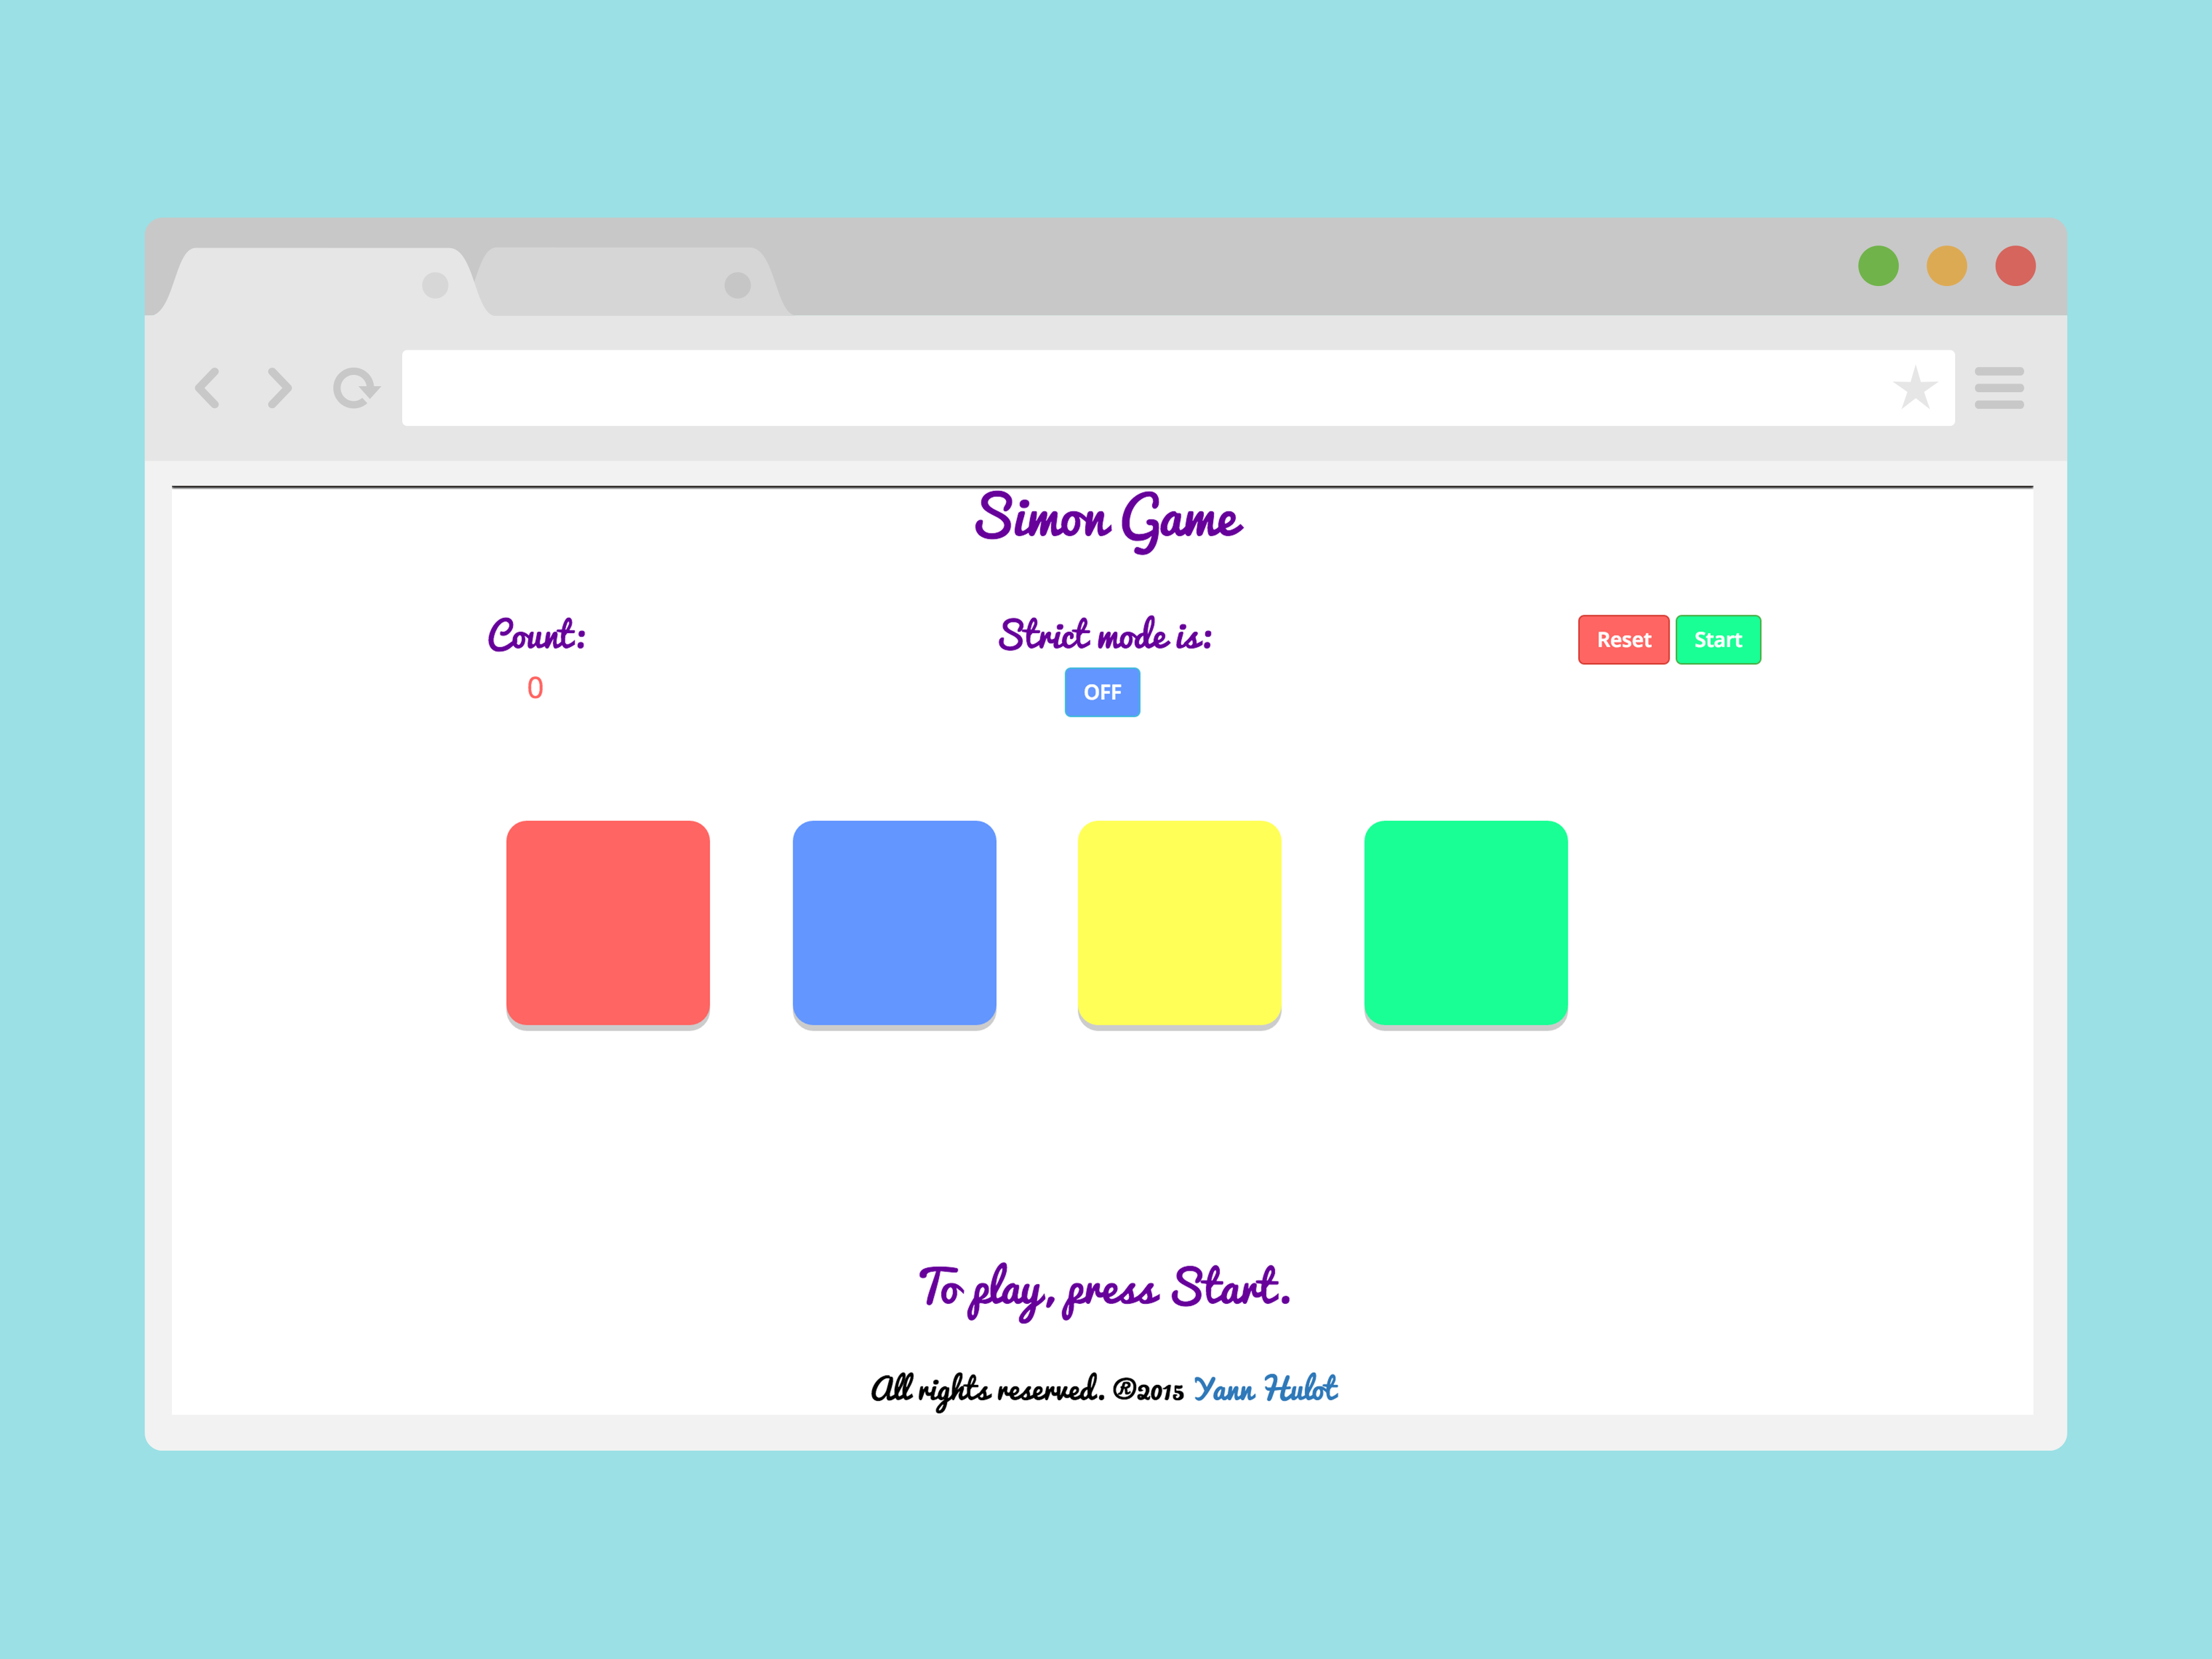 Simon Game
Count:
Strict mode is:
Reset
Start
0
OFF
To play, press Start.
All rights reserved. ®2015 Yann Hulot